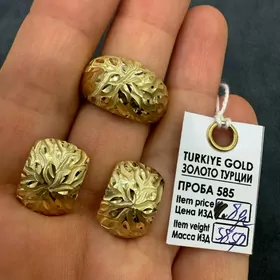 TURKIYE GOLD
ЗОЛОТО ТУРЦИИ
ПРОБА 585
Item price
Цена ИЗД
Item weight
Масса ИЗД